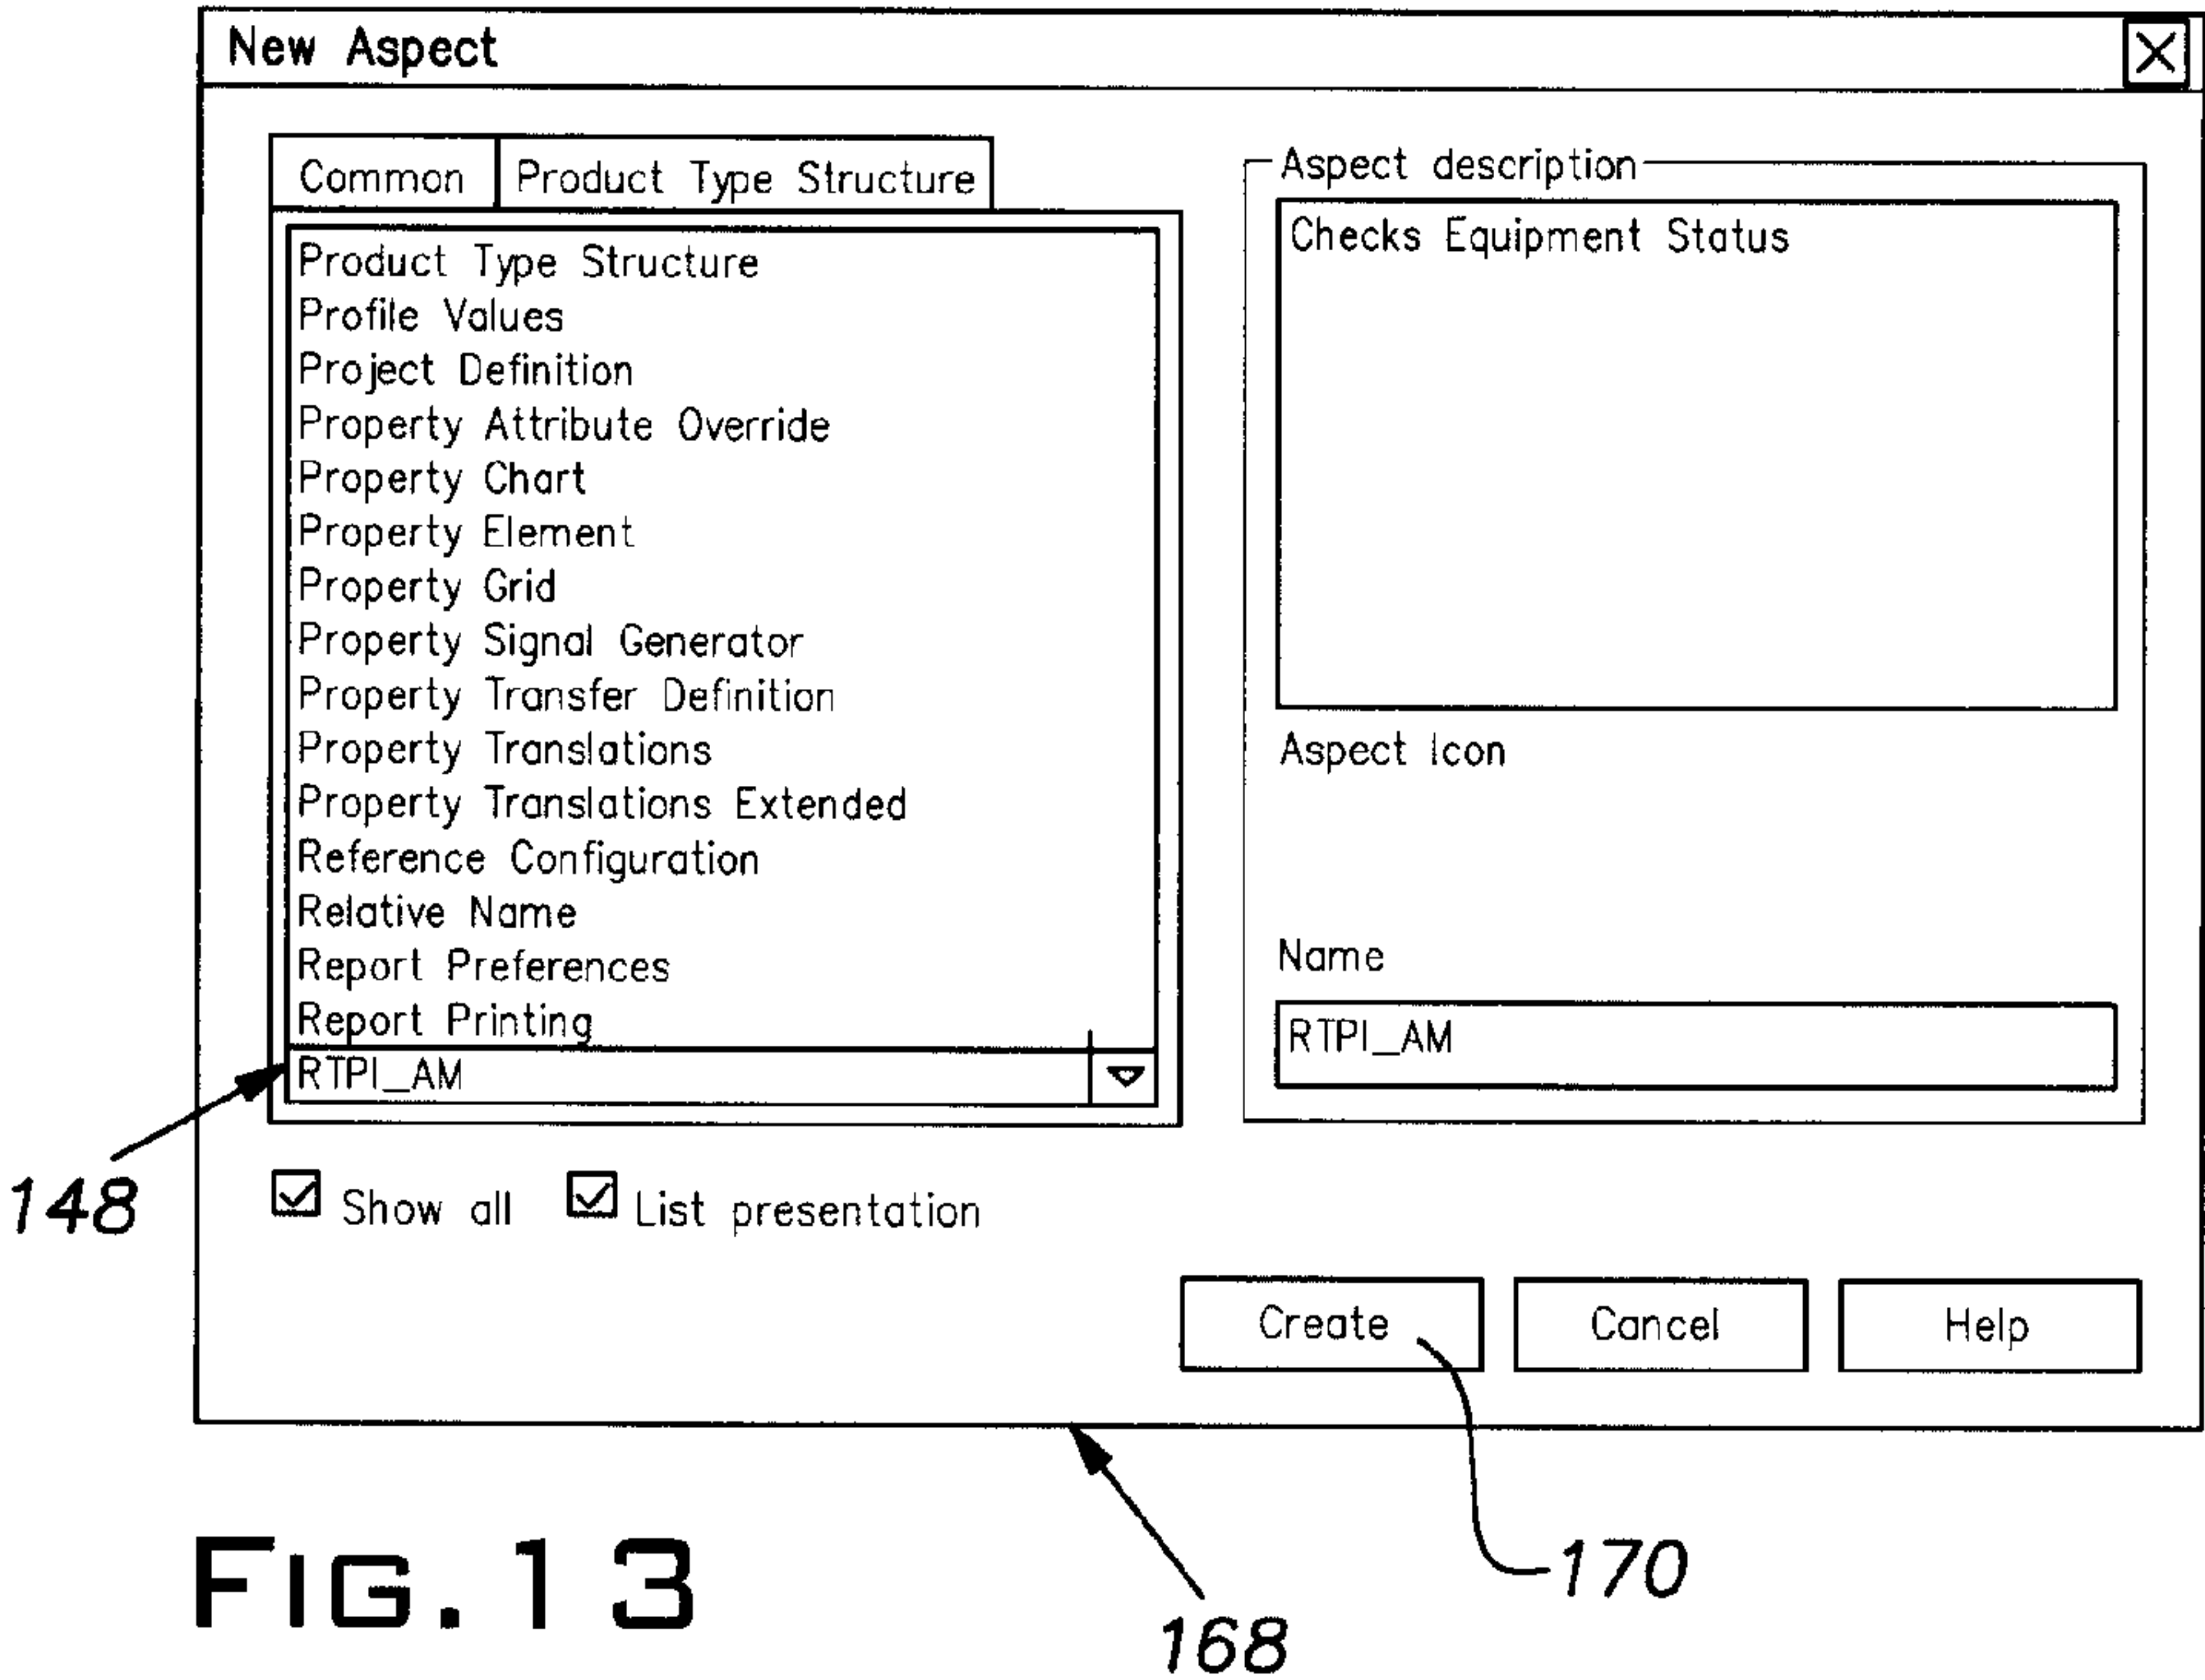 New Aspect
Common
Product Type Structure
Product Type Structure
Profile Values
Project Definition
Property Attribute Override
Property Chart
Property Element
Property Grid
Property Signal Generator
Property Transfer Definition
Property Translations
Property Translations Extended
Reference Configuration
Relative Name
Report Preferences
Report Printing
RTPI_AM
Aspect description
Checks Equipment Status
Aspect Icon
Name
RTPI_AM
148
Show all
List presentation
Create
Cancel
Help
170
168
FIG. 13